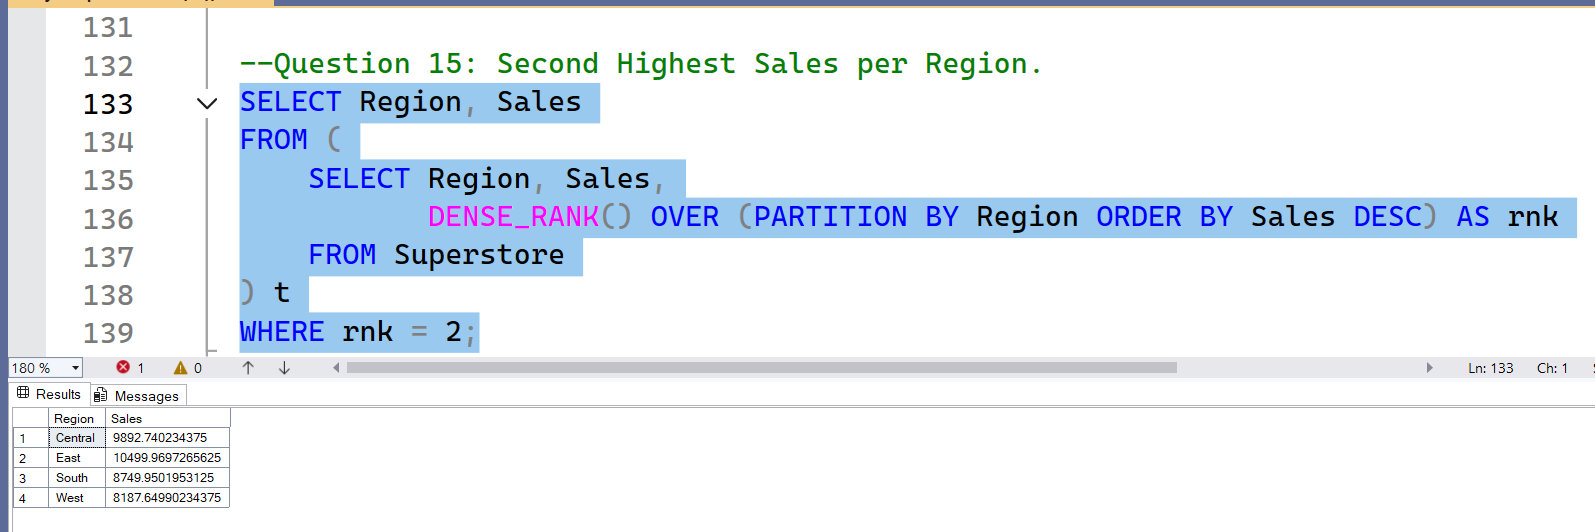 131
132 --Question 15: Second Highest Sales per Region.
133 SELECT Region, Sales
134 FROM (
135 SELECT Region, Sales,
136 DENSE_RANK() OVER (PARTITION BY Region ORDER BY Sales DESC) AS rnk
137 FROM Superstore
138 ) t
139 WHERE rnk = 2;
180 % 1 0 Ln: 133 Ch: 1
Results Messages
Region Sales
1 Central 9892.740234375
2 East 10499.9697265625
3 South 8749.9501953125
4 West 8187.64990234375